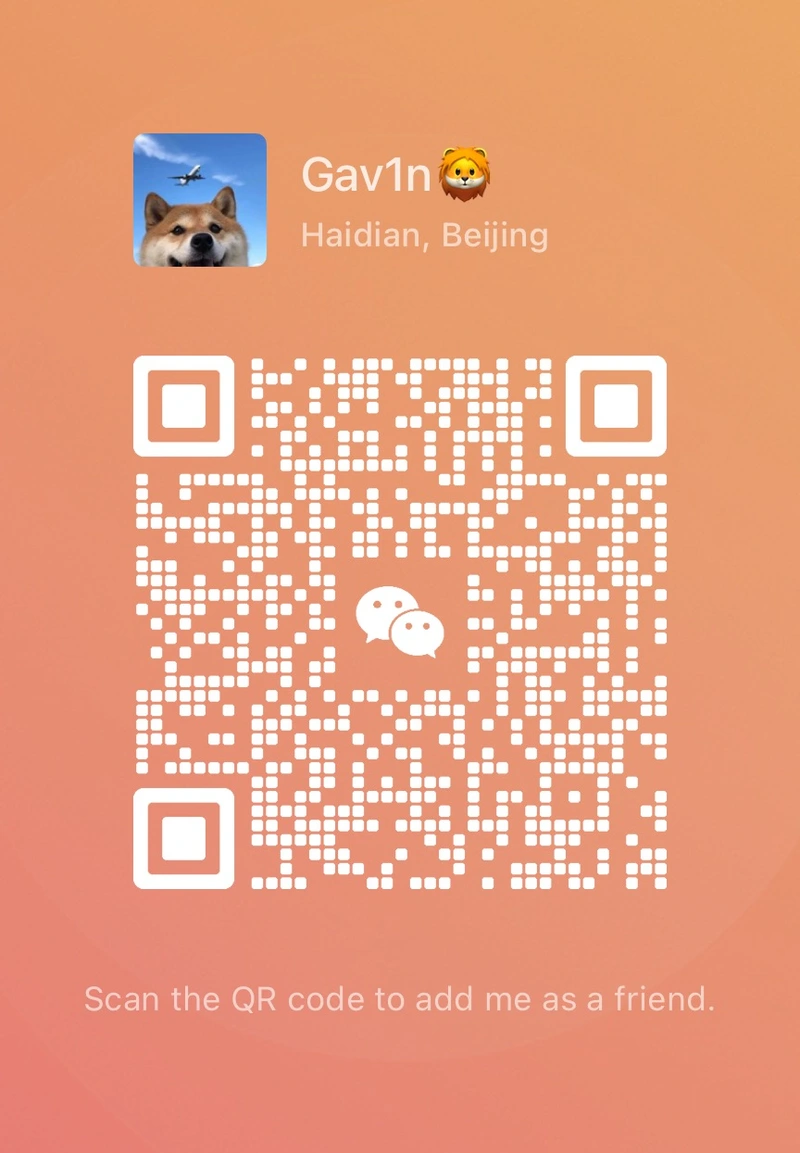 Gav1n🦁
Haidian, Beijing
Scan the QR code to add me as a friend.